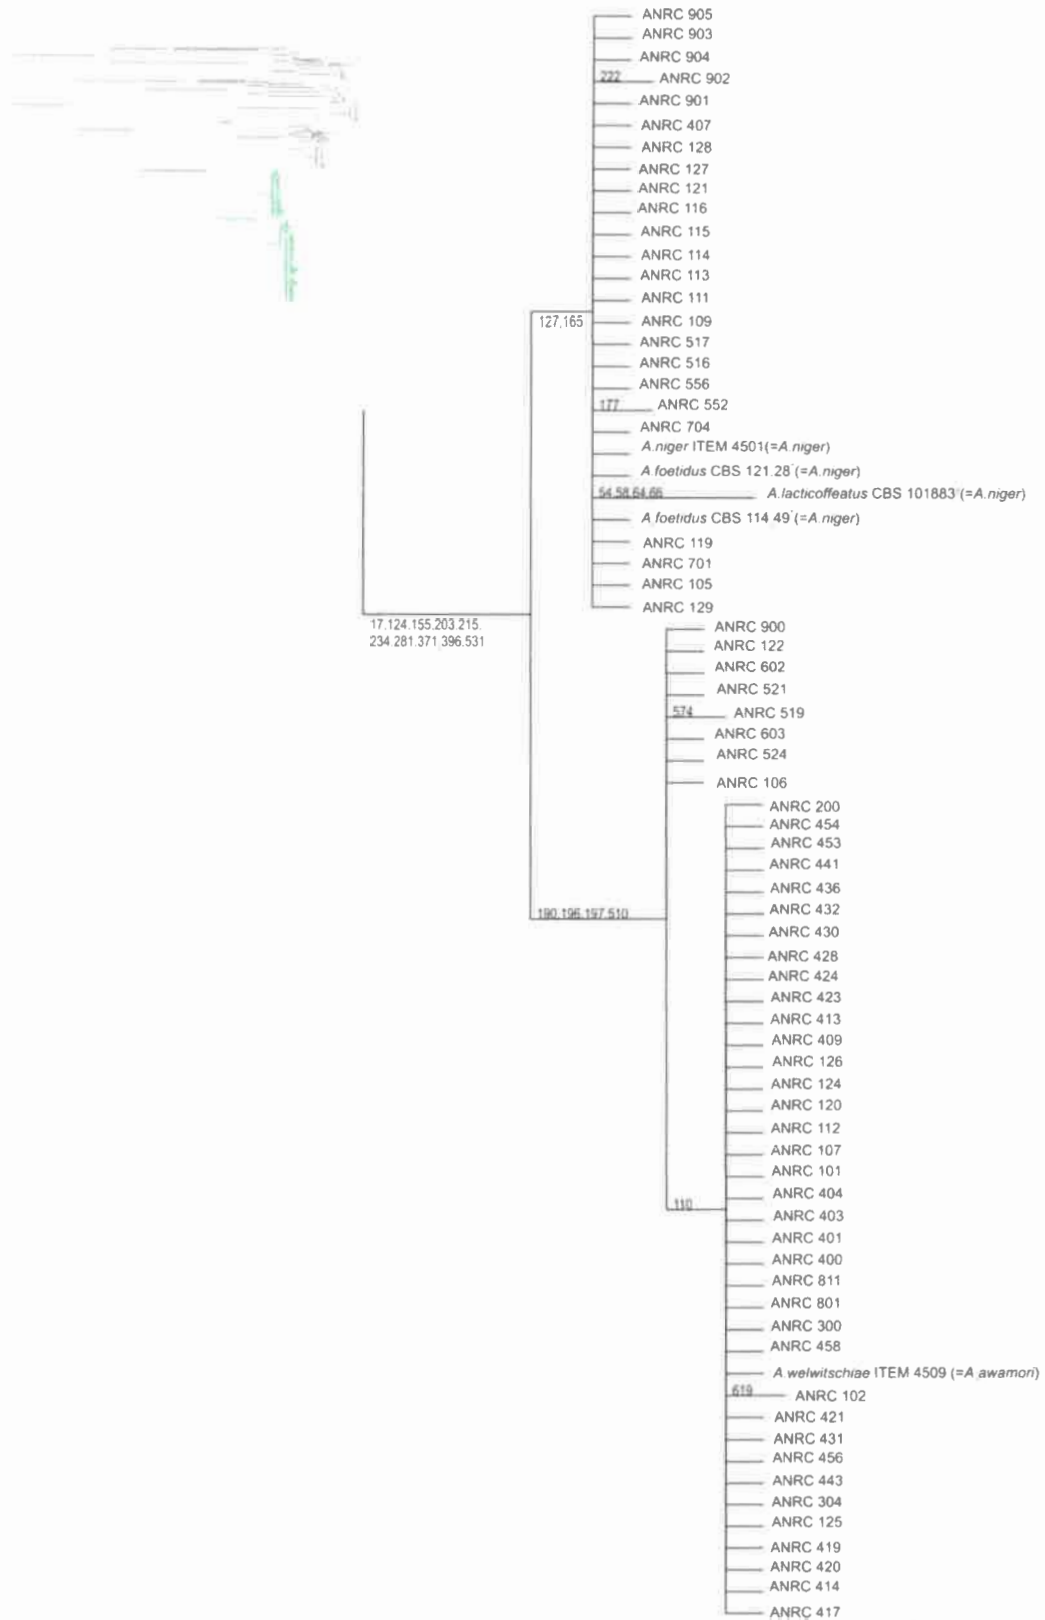 ANRC 905
ANRC 903
ANRC 904
222 ANRC 902
ANRC 901
ANRC 407
ANRC 128
ANRC 127
ANRC 121
ANRC 116
ANRC 115
ANRC 114
ANRC 113
ANRC 111
127,165 ANRC 109
ANRC 517
ANRC 516
ANRC 556
177 ANRC 552
ANRC 704
A.niger ITEM 4501(=A.niger)
A.foetidus CBS 121.28 (=A.niger)
54,58,64,66 A.lacticoffeatus CBS 101883 (=A.niger)
A.foetidus CBS 114 49 (=A.niger)
ANRC 119
ANRC 701
ANRC 105
ANRC 129
17.124.155.203.215.
234.281.371,396.531
ANRC 900
ANRC 122
ANRC 602
ANRC 521
574 ANRC 519
ANRC 603
ANRC 524
ANRC 106
ANRC 200
ANRC 454
ANRC 453
ANRC 441
ANRC 436
ANRC 432
190.196.197.510
ANRC 430
ANRC 428
ANRC 424
ANRC 423
ANRC 413
ANRC 409
ANRC 126
ANRC 124
ANRC 120
ANRC 112
ANRC 107
ANRC 101
ANRC 404
110
ANRC 403
ANRC 401
ANRC 400
ANRC 811
ANRC 801
ANRC 300
ANRC 458
A.welwitschiae ITEM 4509 (=A.awamori)
619 ANRC 102
ANRC 421
ANRC 431
ANRC 456
ANRC 443
ANRC 304
ANRC 125
ANRC 419
ANRC 420
ANRC 414
ANRC 417